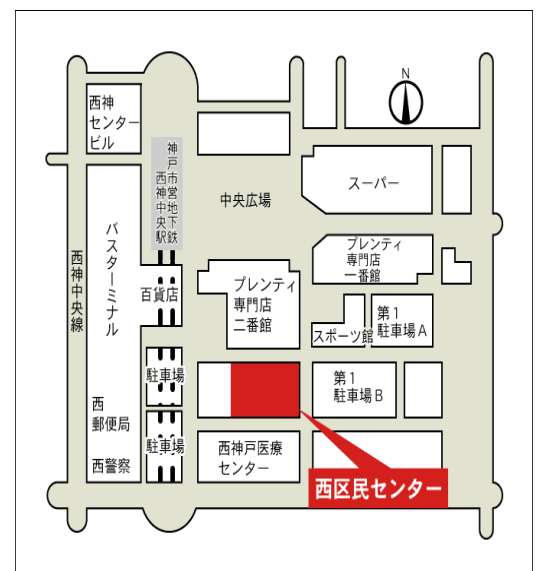 N
西神
センター
ビル
神戸市営地下鉄
西神中央駅
スーパー
中央広場
バスターミナル
西神中央線
プレンティ
専門店
一番館
百貨店
プレンティ
専門店
二番館
第1
駐車場A
スポーツ館
駐車場
第1
駐車場B
西
郵便局
駐車場
西警察
西神戸医療
センター
西区民センター